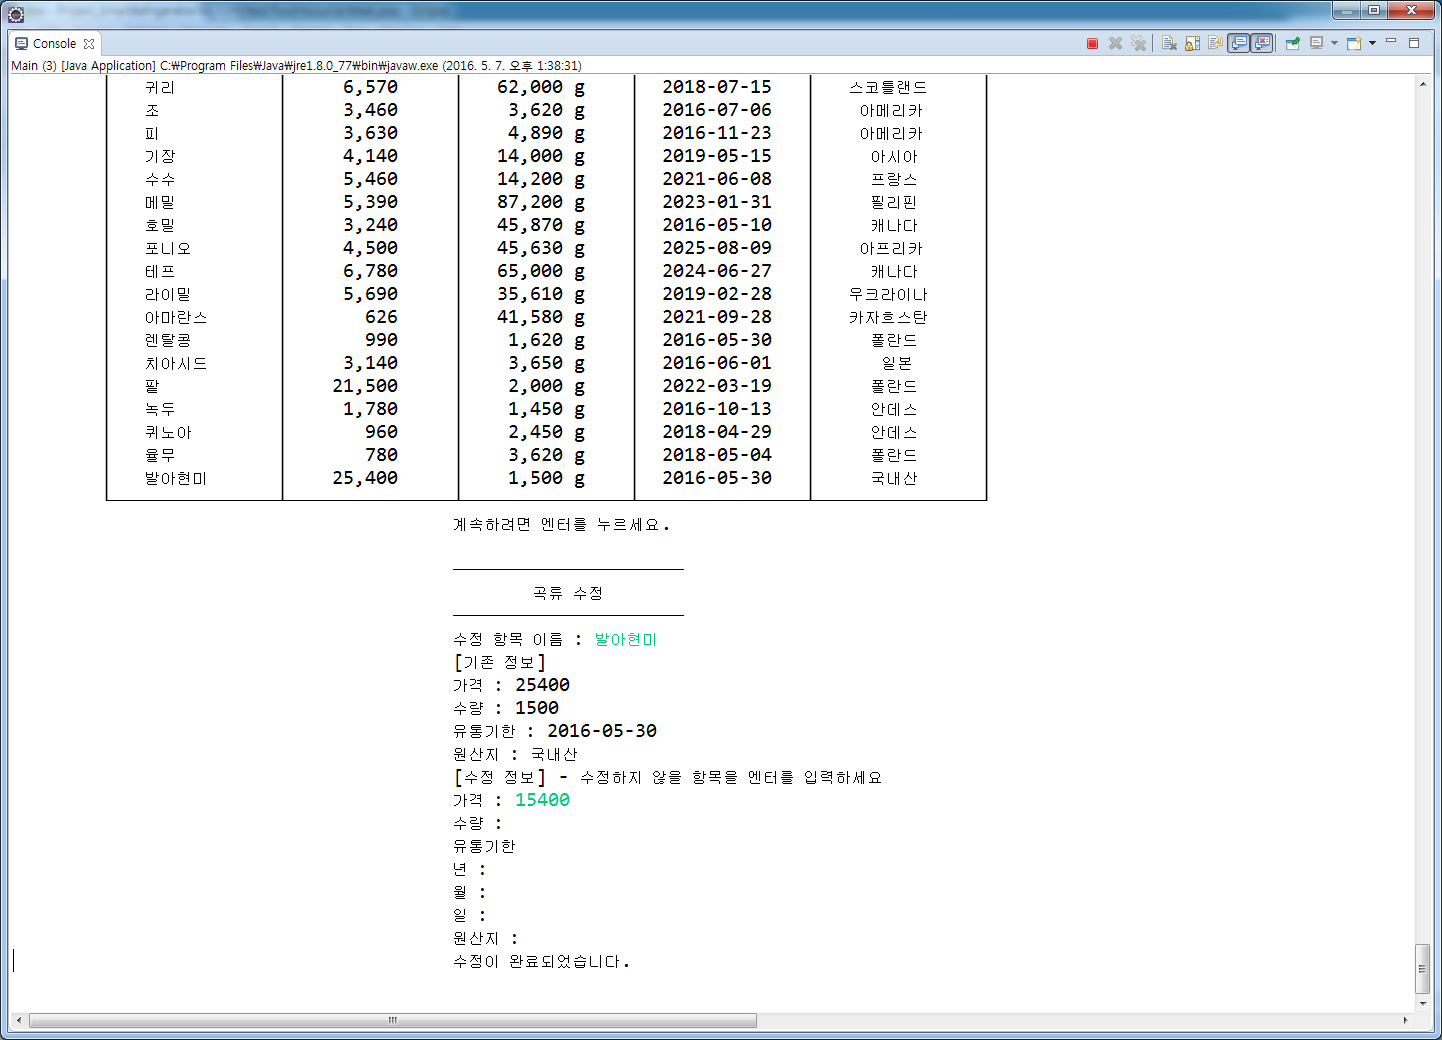 Console
Main (3) [Java Application] C:₩Program Files₩Java₩jre1.8.0_77₩bin₩javaw.exe (2016. 5. 7. 오후 1:38:31)
귀리 6,570 62,000 g 2018-07-15 스코틀랜드
조 3,460 3,620 g 2016-07-06 아메리카
피 3,630 4,890 g 2016-11-23 아메리카
기장 4,140 14,000 g 2019-05-15 아시아
수수 5,460 14,200 g 2021-06-08 프랑스
메밀 5,390 87,200 g 2023-01-31 필리핀
호밀 3,240 45,870 g 2016-05-10 캐나다
포니오 4,500 45,630 g 2025-08-09 아프리카
테프 6,780 65,000 g 2024-06-27 캐나다
라이밀 5,690 35,610 g 2019-02-28 우크라이나
아마란스 626 41,580 g 2021-09-28 카자흐스탄
렌탈콩 990 1,620 g 2016-05-30 폴란드
치아시드 3,140 3,650 g 2016-06-01 일본
팥 21,500 2,000 g 2022-03-19 폴란드
녹두 1,780 1,450 g 2016-10-13 안데스
퀴노아 960 2,450 g 2018-04-29 안데스
율무 780 3,620 g 2018-05-04 폴란드
발아현미 25,400 1,500 g 2016-05-30 국내산
계속하려면 엔터를 누르세요.
곡류 수정
수정 항목 이름 : 발아현미
[기존 정보]
가격 : 25400
수량 : 1500
유통기한 : 2016-05-30
원산지 : 국내산
[수정 정보] - 수정하지 않을 항목을 엔터를 입력하세요
가격 : 15400
수량 :
유통기한
년 :
월 :
일 :
원산지 :
수정이 완료되었습니다.